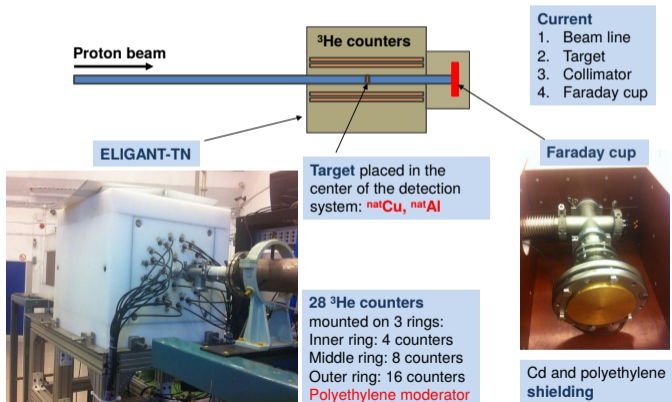 ³He counters
Proton beam
Current
1. Beam line
2. Target
3. Collimator
4. Faraday cup
ELIGANT-TN
Target placed in the
center of the detection
system: ⁿᵃᵗCu, ⁿᵃᵗAl
Faraday cup
28 ³He counters
mounted on 3 rings:
Inner ring: 4 counters
Middle ring: 8 counters
Outer ring: 16 counters
Polyethylene moderator
Cd and polyethylene
shielding